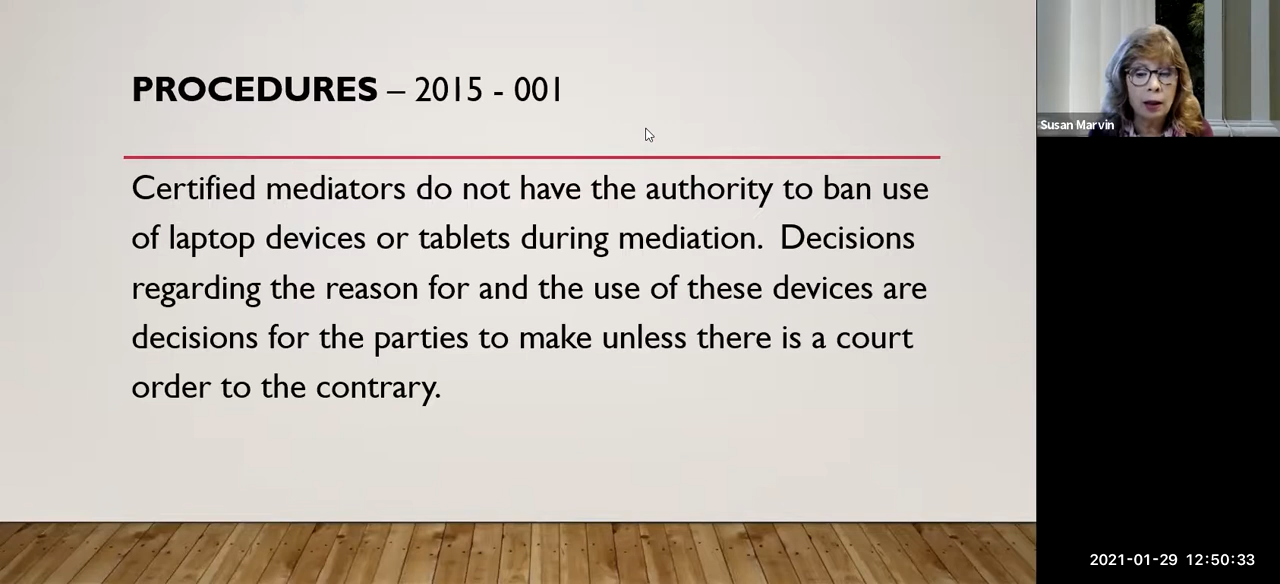 PROCEDURES – 2015 - 001
Certified mediators do not have the authority to ban use
of laptop devices or tablets during mediation.  Decisions
regarding the reason for and the use of these devices are
decisions for the parties to make unless there is a court
order to the contrary.
Susan Marvin
2021-01-29 12:50:33